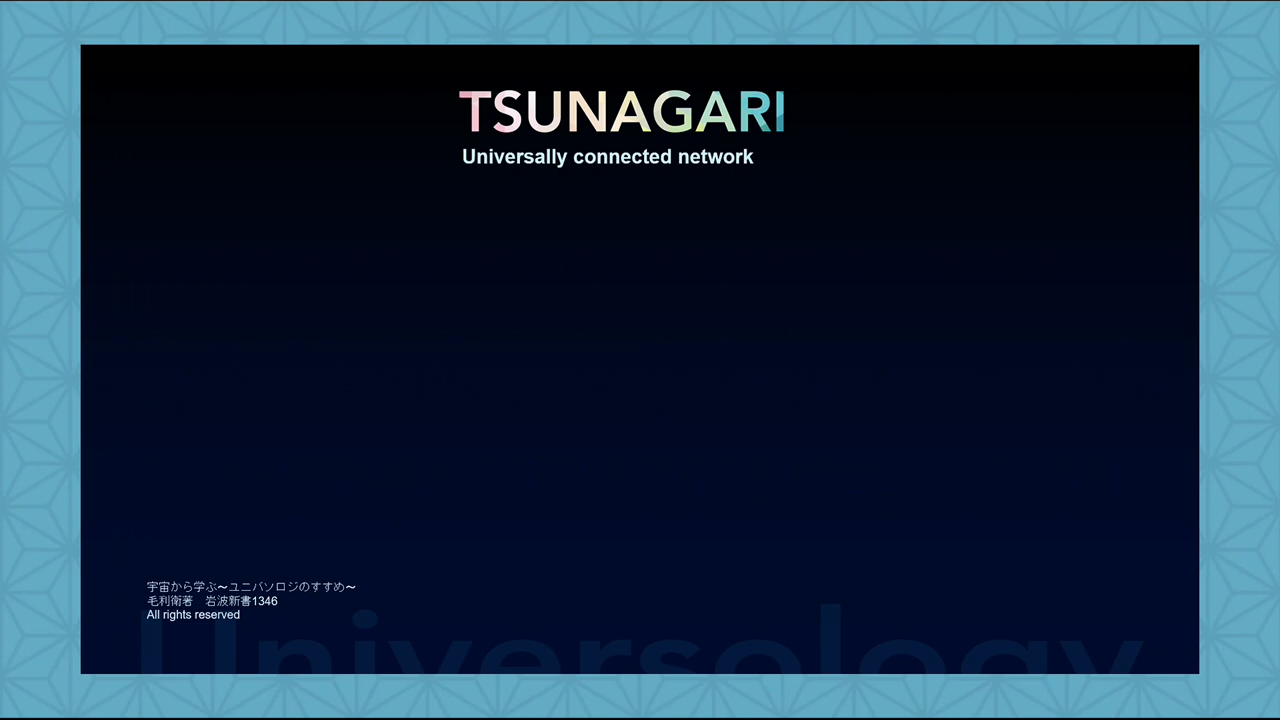 TSUNAGARI
Universally connected network
宇宙から学ぶ〜ユニバソロジのすすめ〜
毛利衛著　岩波新書1346
All rights reserved
Universology